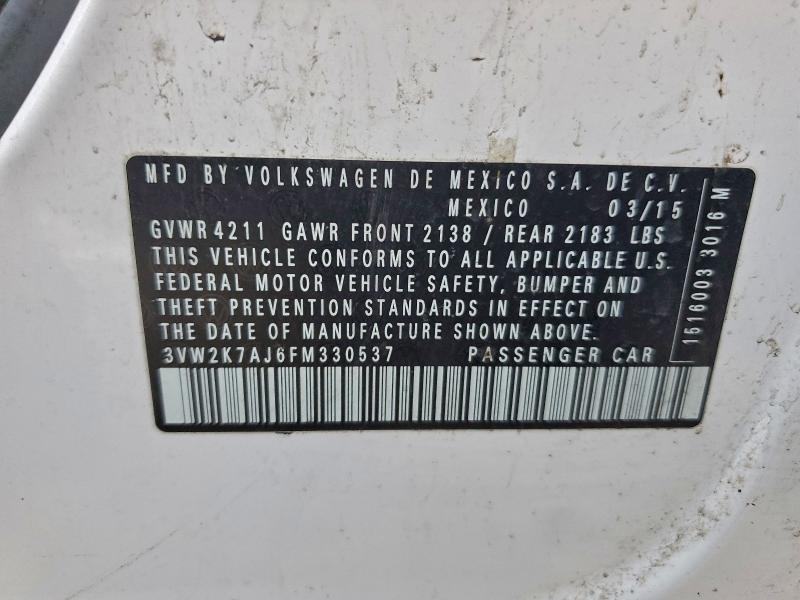 MFD BY VOLKSWAGEN DE MEXICO S.A. DE C.V.
MEXICO 03/15
GVWR 4211 GAWR FRONT 2138 / REAR 2183 LBS
THIS VEHICLE CONFORMS TO ALL APPLICABLE U.S.
FEDERAL MOTOR VEHICLE SAFETY, BUMPER AND
THEFT PREVENTION STANDARDS IN EFFECT ON
THE DATE OF MANUFACTURE SHOWN ABOVE.
3VW2K7AJ6FM330537 PASSENGER CAR
1516003 3016 M